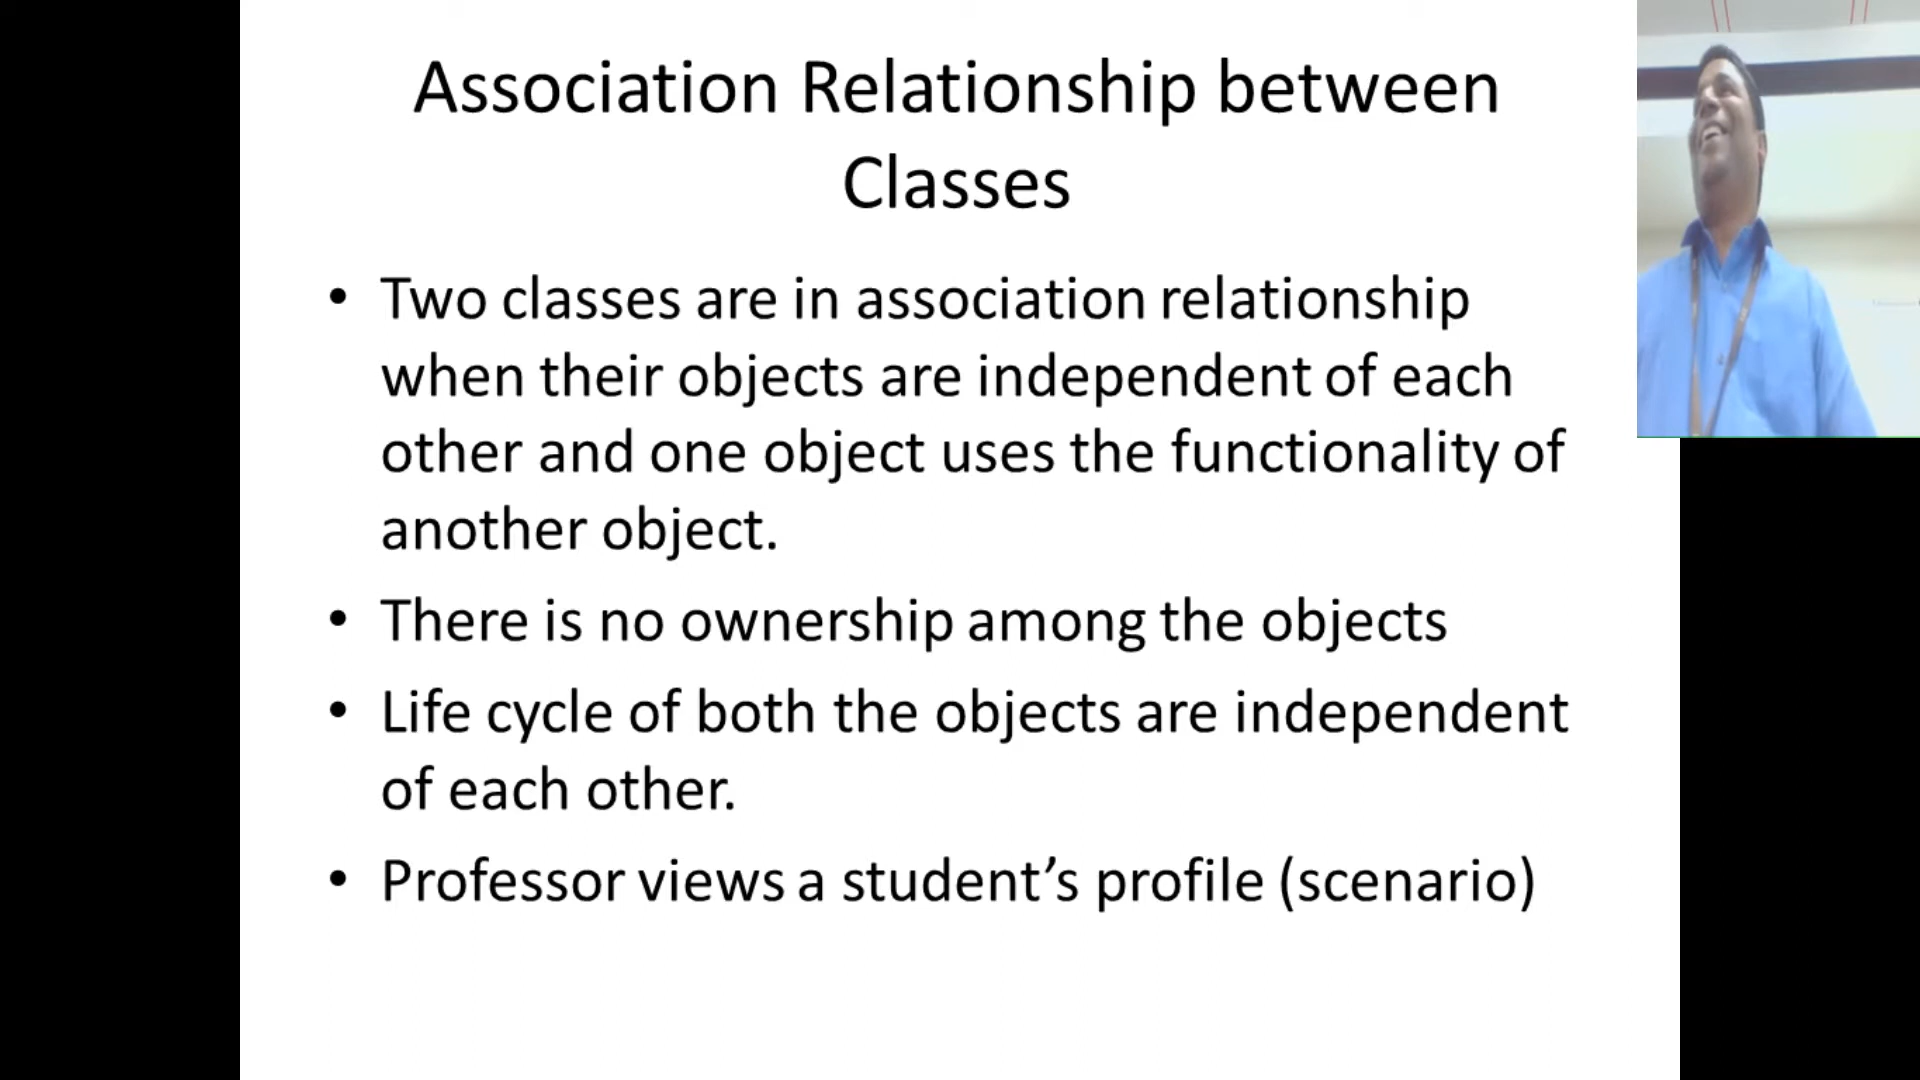 Association Relationship between
Classes
• Two classes are in association relationship
when their objects are independent of each
other and one object uses the functionality of
another object.
• There is no ownership among the objects
• Life cycle of both the objects are independent
of each other.
• Professor views a student’s profile (scenario)